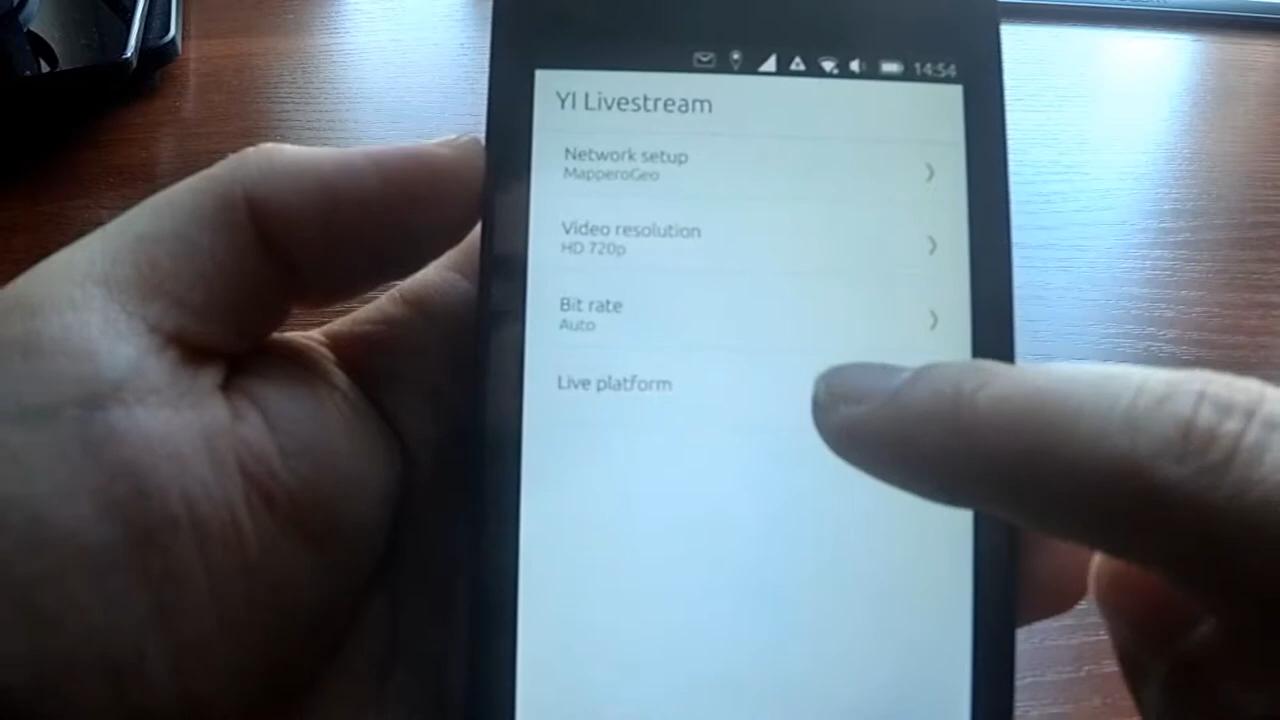 14:54
YI Livestream
Network setup
MapperoGeo
Video resolution
HD 720p
Bit rate
Auto
Live platform